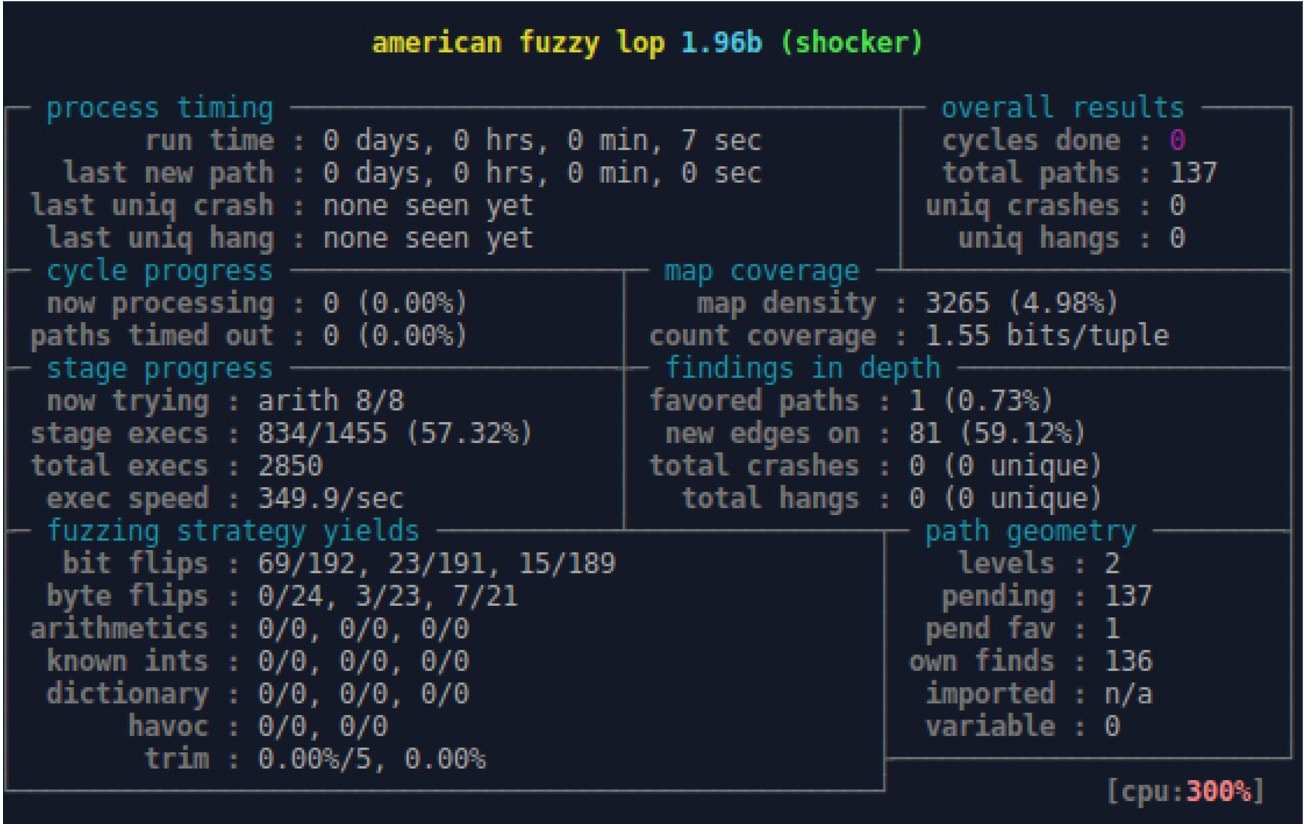 american fuzzy lop 1.96b (shocker)
process timing
run time : 0 days, 0 hrs, 0 min, 7 sec
last new path : 0 days, 0 hrs, 0 min, 0 sec
last uniq crash : none seen yet
last uniq hang : none seen yet
overall results
cycles done : 0
total paths : 137
uniq crashes : 0
uniq hangs : 0
cycle progress
now processing : 0 (0.00%)
paths timed out : 0 (0.00%)
map coverage
map density : 3265 (4.98%)
count coverage : 1.55 bits/tuple
stage progress
now trying : arith 8/8
stage execs : 834/1455 (57.32%)
total execs : 2850
exec speed : 349.9/sec
findings in depth
favored paths : 1 (0.73%)
new edges on : 81 (59.12%)
total crashes : 0 (0 unique)
total hangs : 0 (0 unique)
fuzzing strategy yields
bit flips : 69/192, 23/191, 15/189
byte flips : 0/24, 3/23, 7/21
arithmetics : 0/0, 0/0, 0/0
known ints : 0/0, 0/0, 0/0
dictionary : 0/0, 0/0, 0/0
havoc : 0/0, 0/0
trim : 0.00%/5, 0.00%
path geometry
levels : 2
pending : 137
pend fav : 1
own finds : 136
imported : n/a
variable : 0
[cpu:300%]